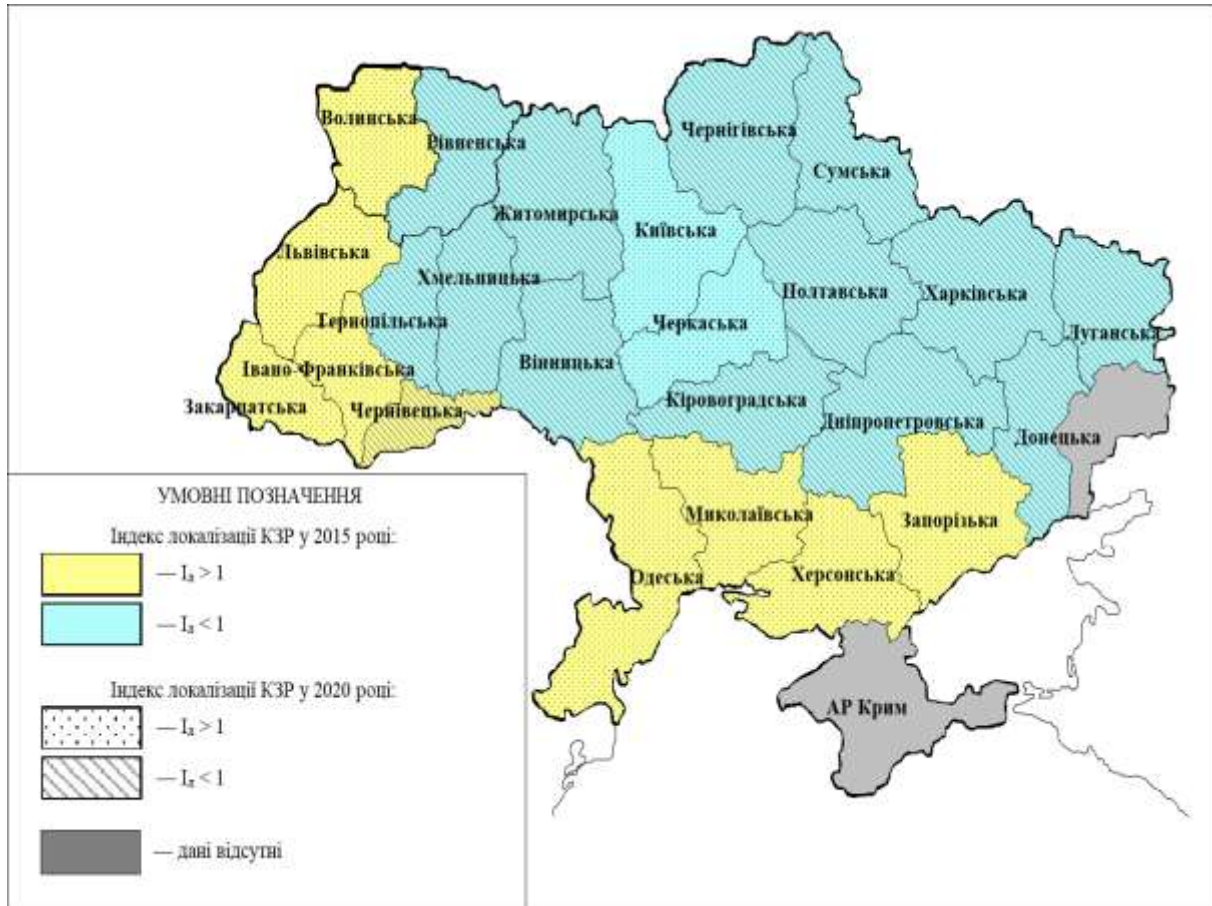 Волинська
Рівненська
Чернігівська
Сумська
Житомирська
Київська
Львівська
Хмельницька
Полтавська
Харківська
Тернопільська
Черкаська
Луганська
Івано-Франківська
Вінницька
Закарпатська
Чернівецька
Кіровоградська
Дніпропетровська
Донецька
Миколаївська
Запорізька
Одеська
Херсонська
АР Крим
УМОВНІ ПОЗНАЧЕННЯ
Індекс локалізації КЗР у 2015 році:
— Iл > 1
— Iл < 1
Індекс локалізації КЗР у 2020 році:
— Iл > 1
— Iл < 1
— дані відсутні